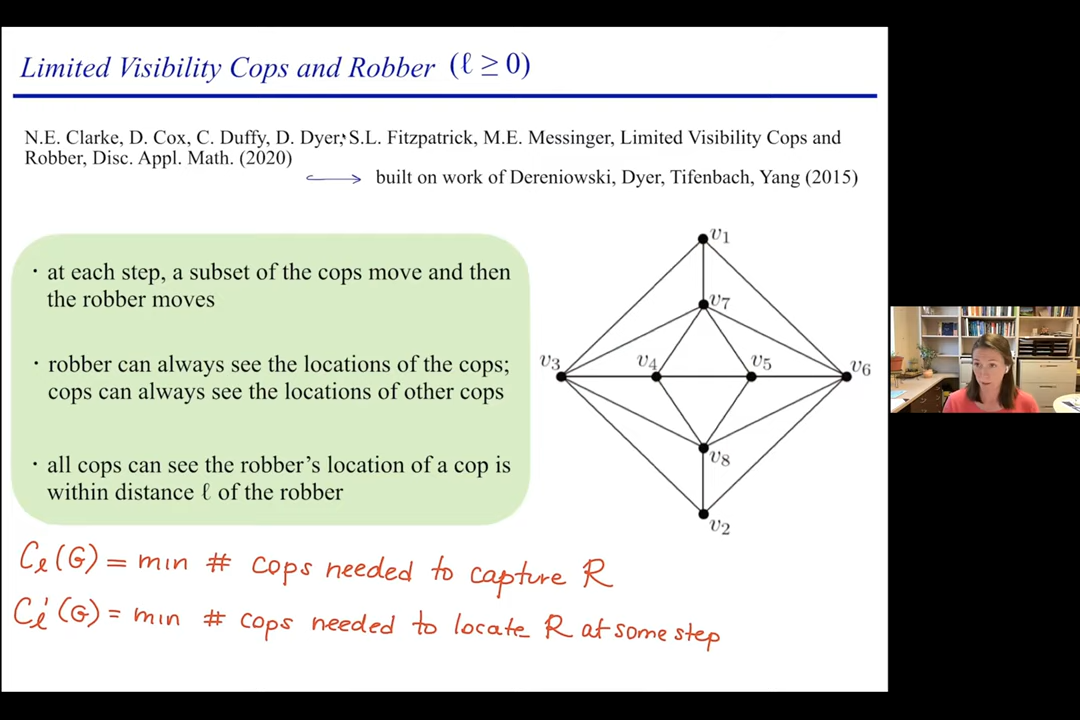 Limited Visibility Cops and Robber (ℓ ≥ 0)
N.E. Clarke, D. Cox, C. Duffy, D. Dyer, S.L. Fitzpatrick, M.E. Messinger, Limited Visibility Cops and
Robber, Disc. Appl. Math. (2020)
built on work of Dereniowski, Dyer, Tifenbach, Yang (2015)
· at each step, a subset of the cops move and then
the robber moves
· robber can always see the locations of the cops;
cops can always see the locations of other cops
· all cops can see the robber's location of a cop is
within distance ℓ of the robber
v1
v7
v3
v4
v5
v6
v8
v2
Cℓ(G) = min # cops needed to capture R
Cℓ'(G) = min # cops needed to locate R at some step